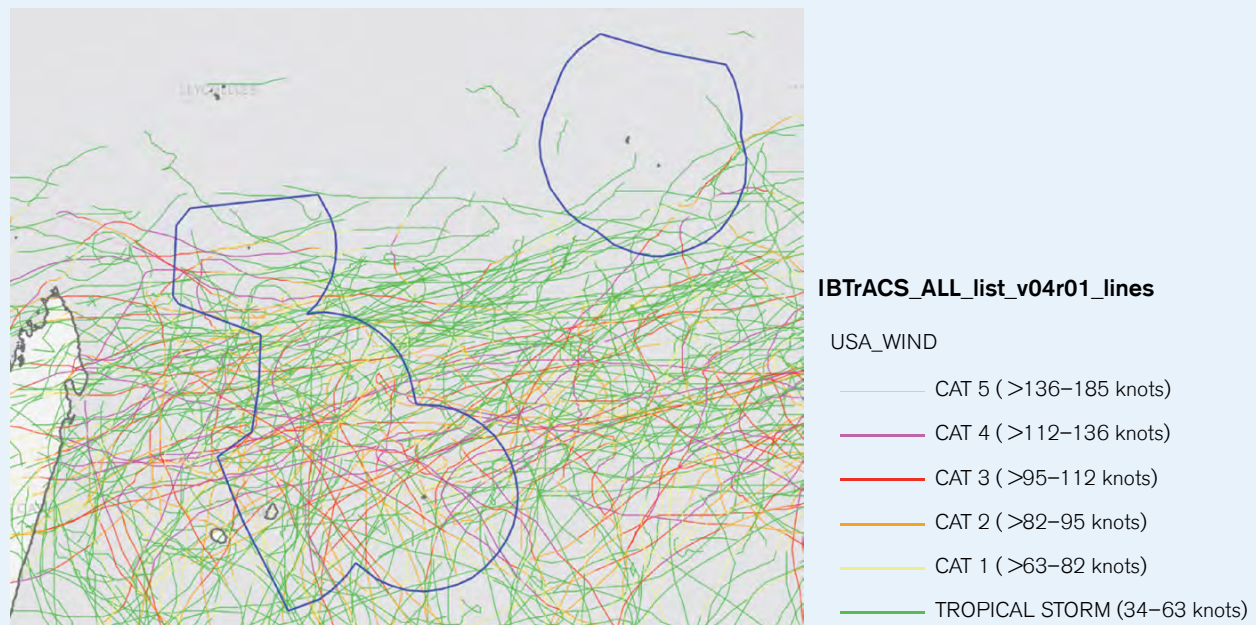 SEYCHELLES
IBTrACS_ALL_list_v04r01_lines
USA_WIND
CAT 5 ( >136–185 knots)
CAT 4 ( >112–136 knots)
CAT 3 ( >95–112 knots)
CAT 2 ( >82–95 knots)
CAT 1 ( >63–82 knots)
TROPICAL STORM (34–63 knots)